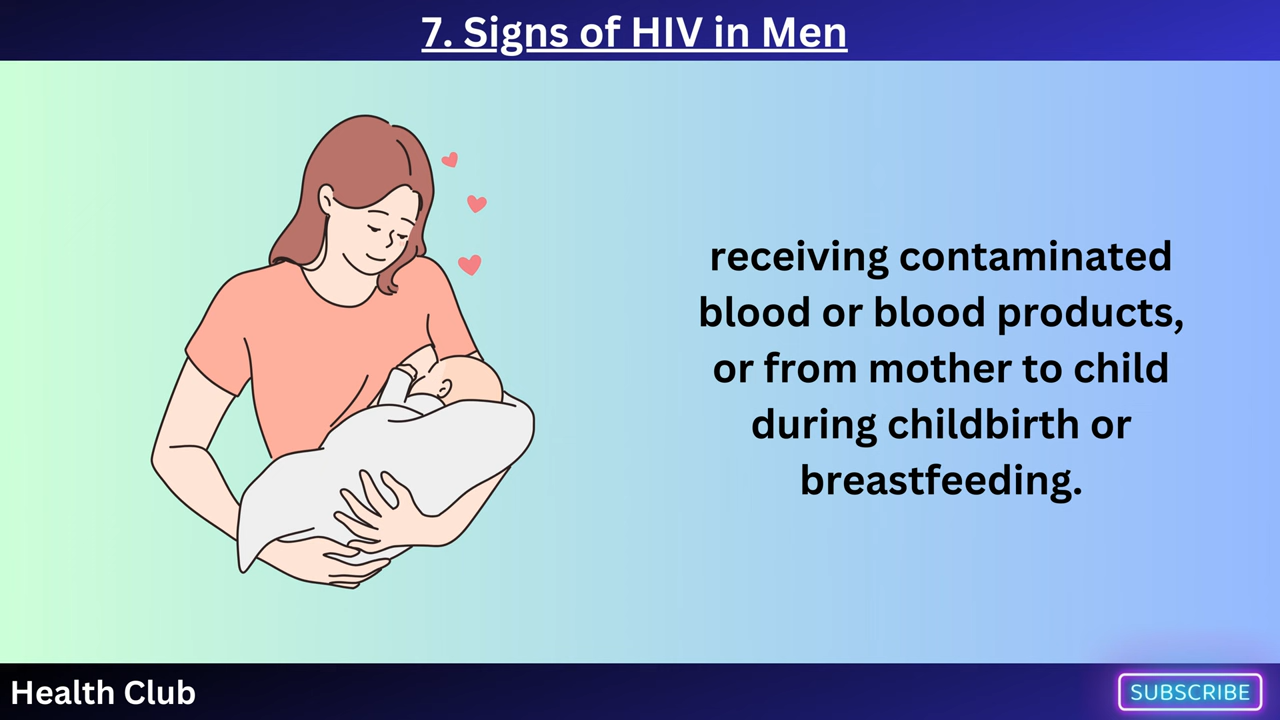 7. Signs of HIV in Men
receiving contaminated
blood or blood products,
or from mother to child
during childbirth or
breastfeeding.
Health Club
SUBSCRIBE